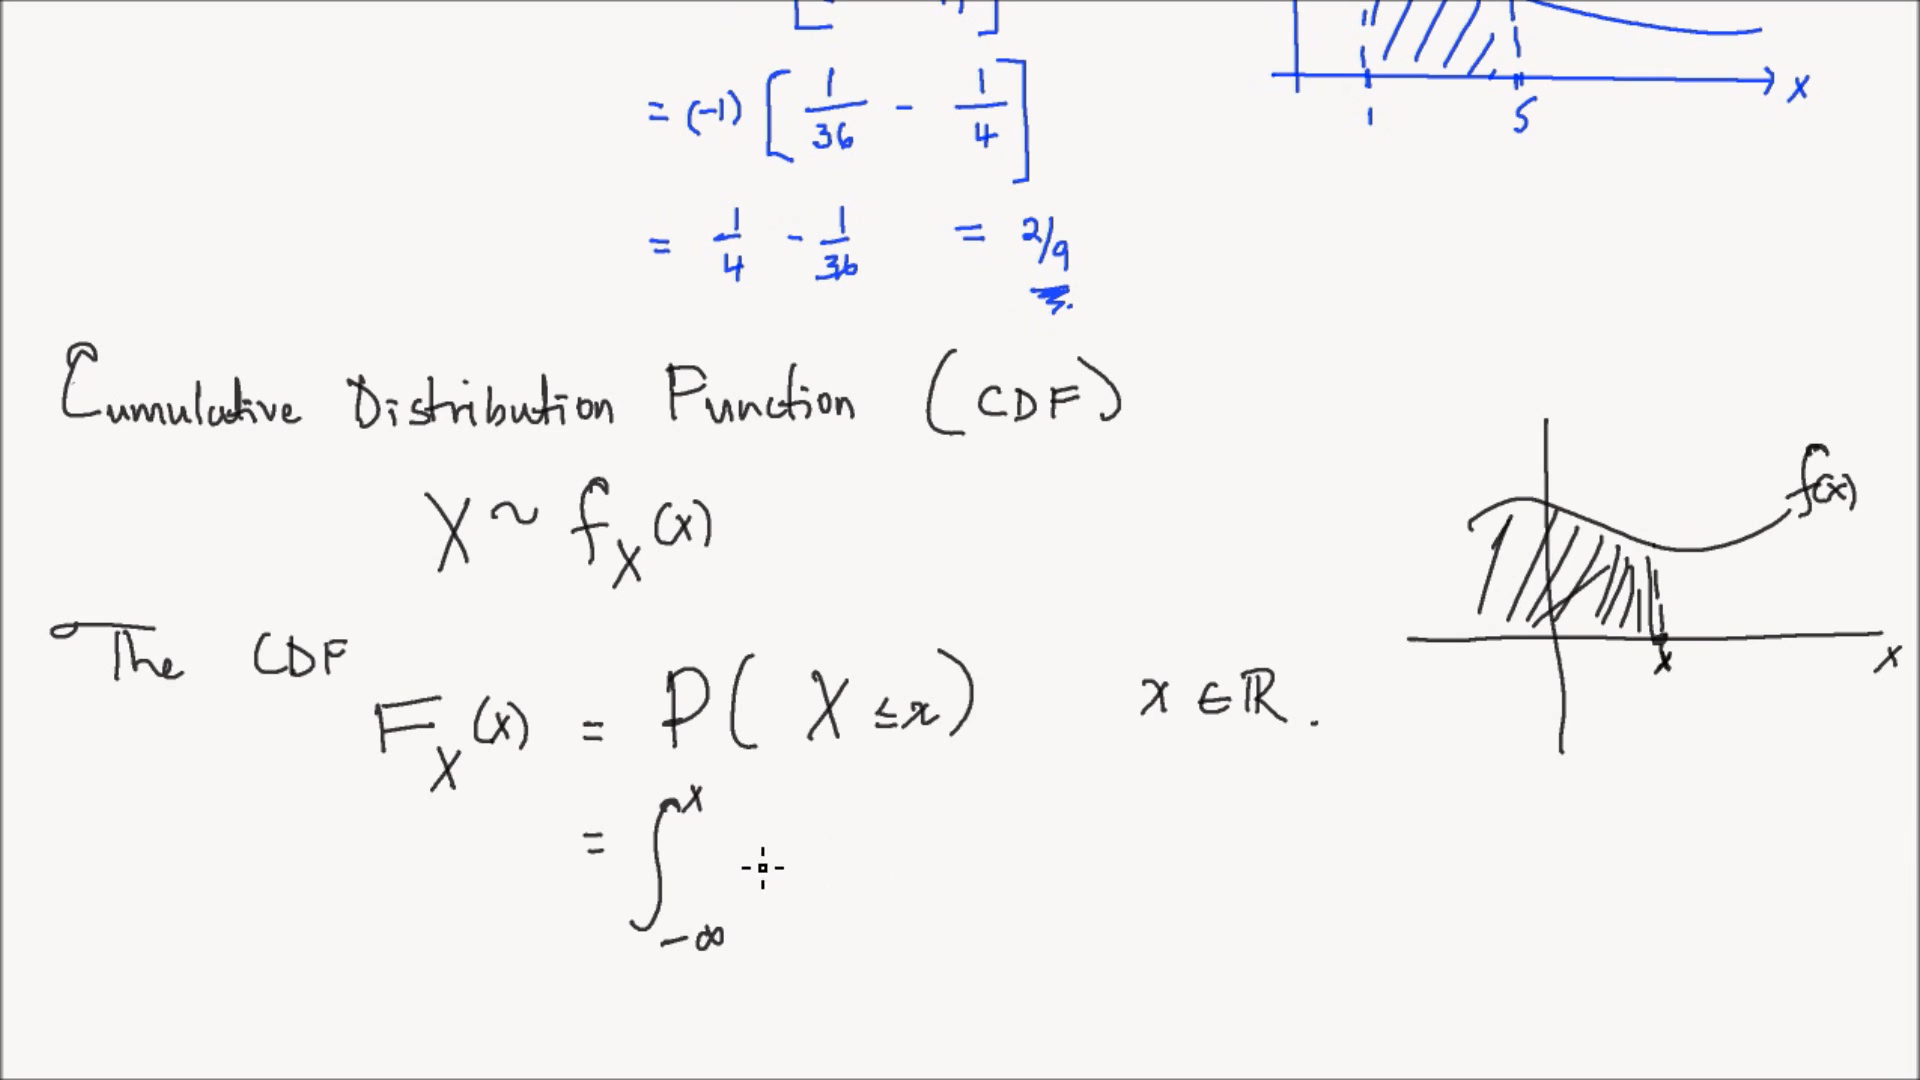 = (-1) [ 1/36 - 1/4 ]
x
1 5
= 1/4 - 1/36 = 2/9
Cumulative Distribution Function (CDF)
X ~ f_X(x)
f(x)
The CDF
F_X(x) = P( X ≤ x ) x ∈ ℝ.
x x
= ∫_{-∞}^{x}